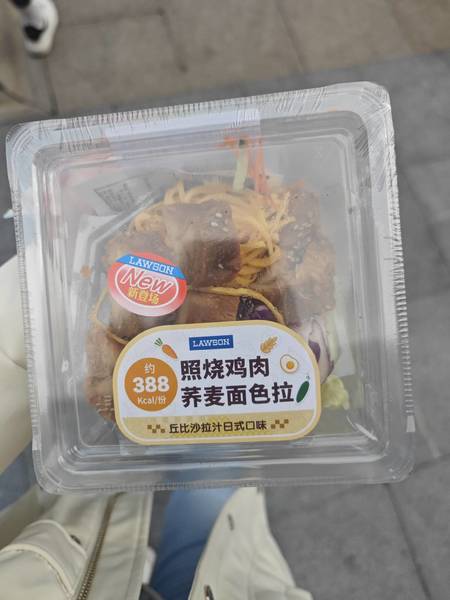 LAWSON
New
新登场
LAWSON
约
388
Kcal/份
照烧鸡肉
荞麦面色拉
丘比沙拉汁日式口味